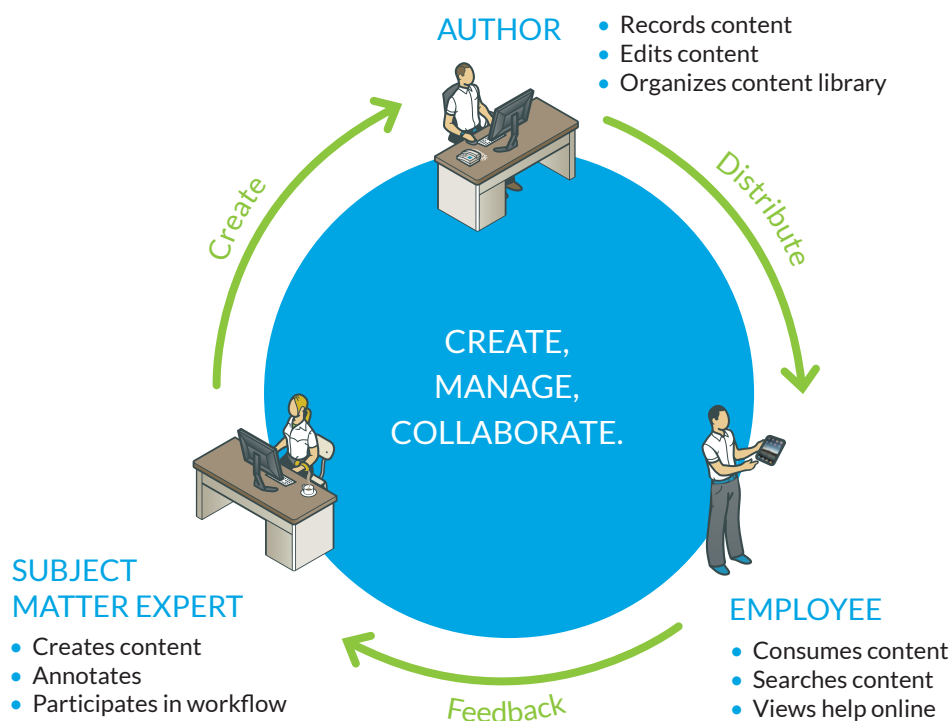 AUTHOR
• Records content
• Edits content
• Organizes content library
Create
Distribute
CREATE,
MANAGE,
COLLABORATE.
SUBJECT
MATTER EXPERT
• Creates content
• Annotates
• Participates in workflow
EMPLOYEE
• Consumes content
• Searches content
• Views help online
Feedback